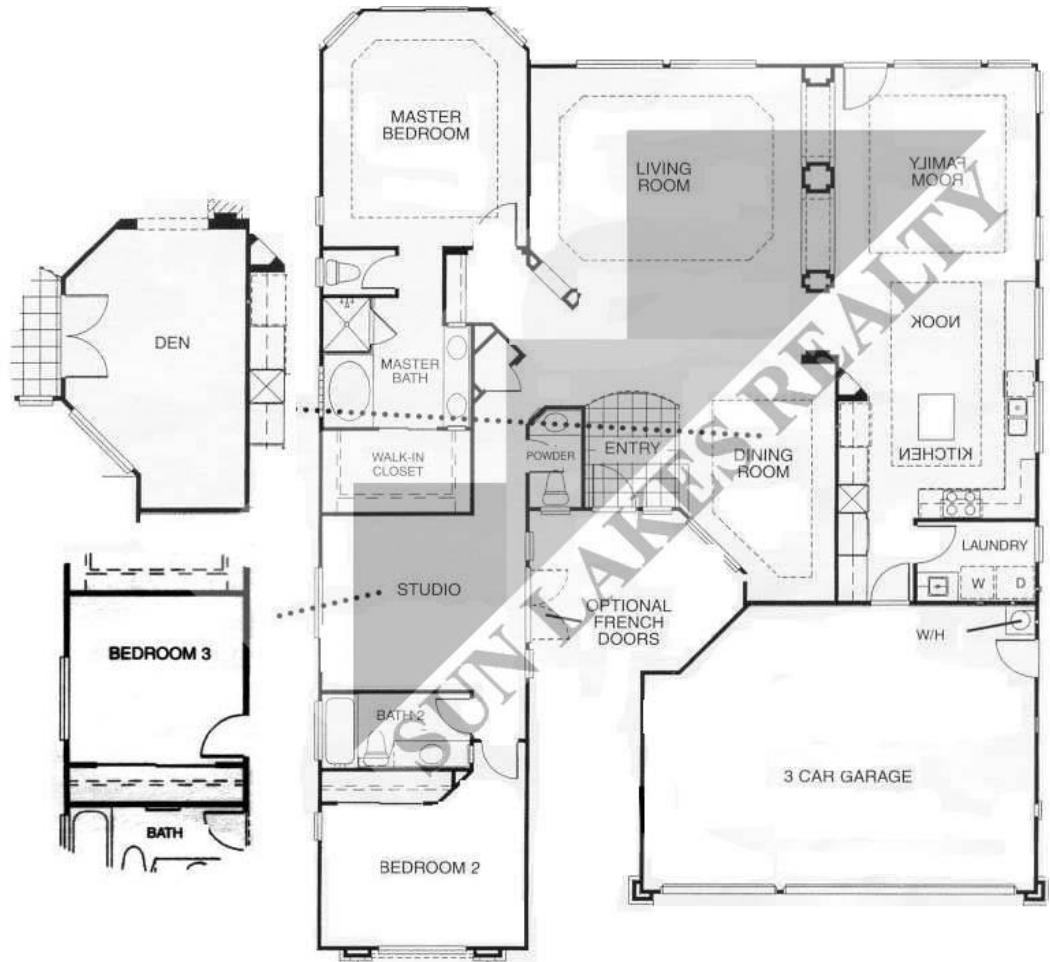 MASTER
BEDROOM
LIVING
ROOM
FAMILY
ROOM
DEN
NOOK
MASTER
BATH
WALK-IN
CLOSET
POWDER
ENTRY
DINING
ROOM
KITCHEN
LAUNDRY
W
D
STUDIO
OPTIONAL
FRENCH
DOORS
W/H
BEDROOM 3
BATH 2
BATH
3 CAR GARAGE
BEDROOM 2
SUN LAKES REALTY